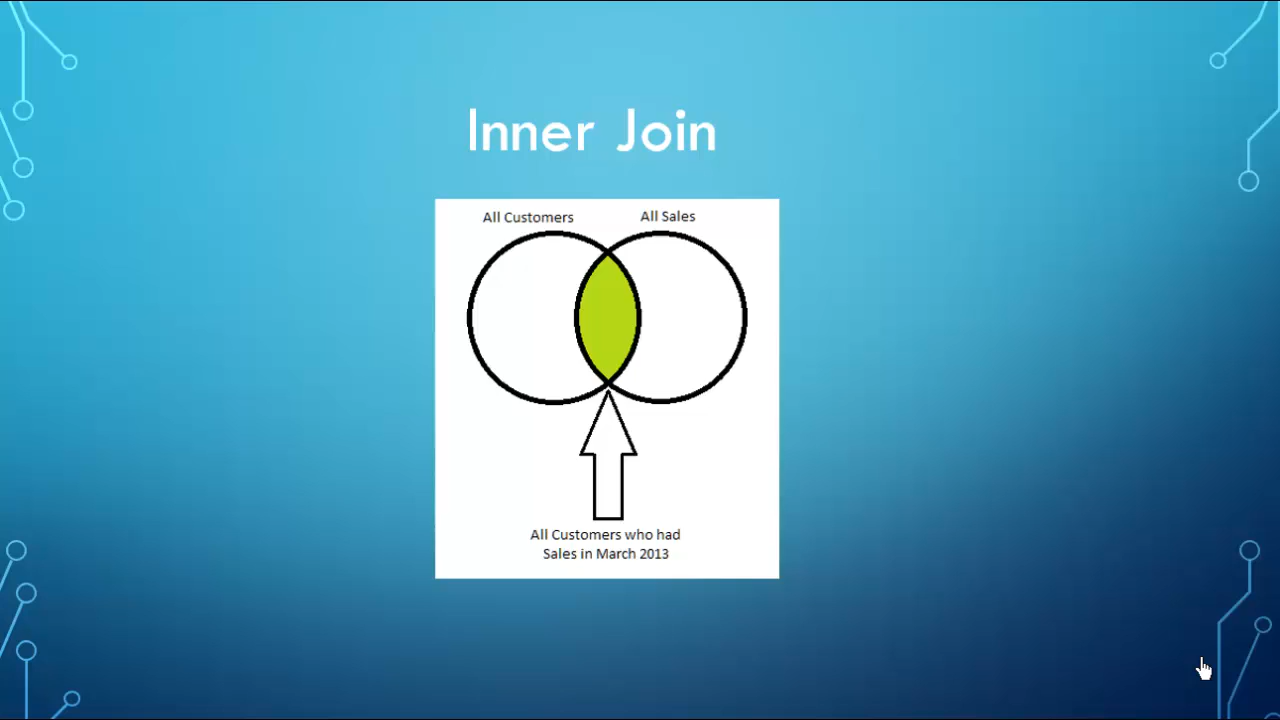 Inner Join
All Customers
All Sales
All Customers who had
Sales in March 2013